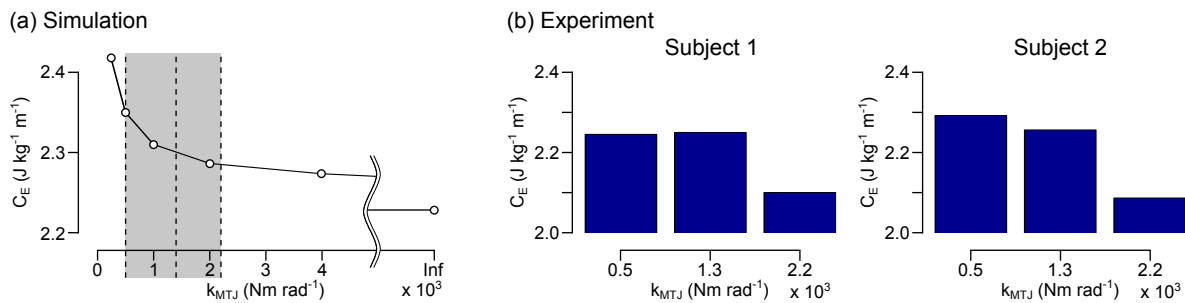 (a) Simulation
C_E (J kg⁻¹ m⁻¹)
2.4
2.3
2.2
0 1 2 3 4 Inf
k_MTJ (Nm rad⁻¹) x 10³
(b) Experiment
Subject 1
C_E (J kg⁻¹ m⁻¹)
2.4
2.2
2.0
0.5 1.3 2.2
k_MTJ (Nm rad⁻¹) x 10³
Subject 2
C_E (J kg⁻¹ m⁻¹)
2.4
2.2
2.0
0.5 1.3 2.2
k_MTJ (Nm rad⁻¹) x 10³